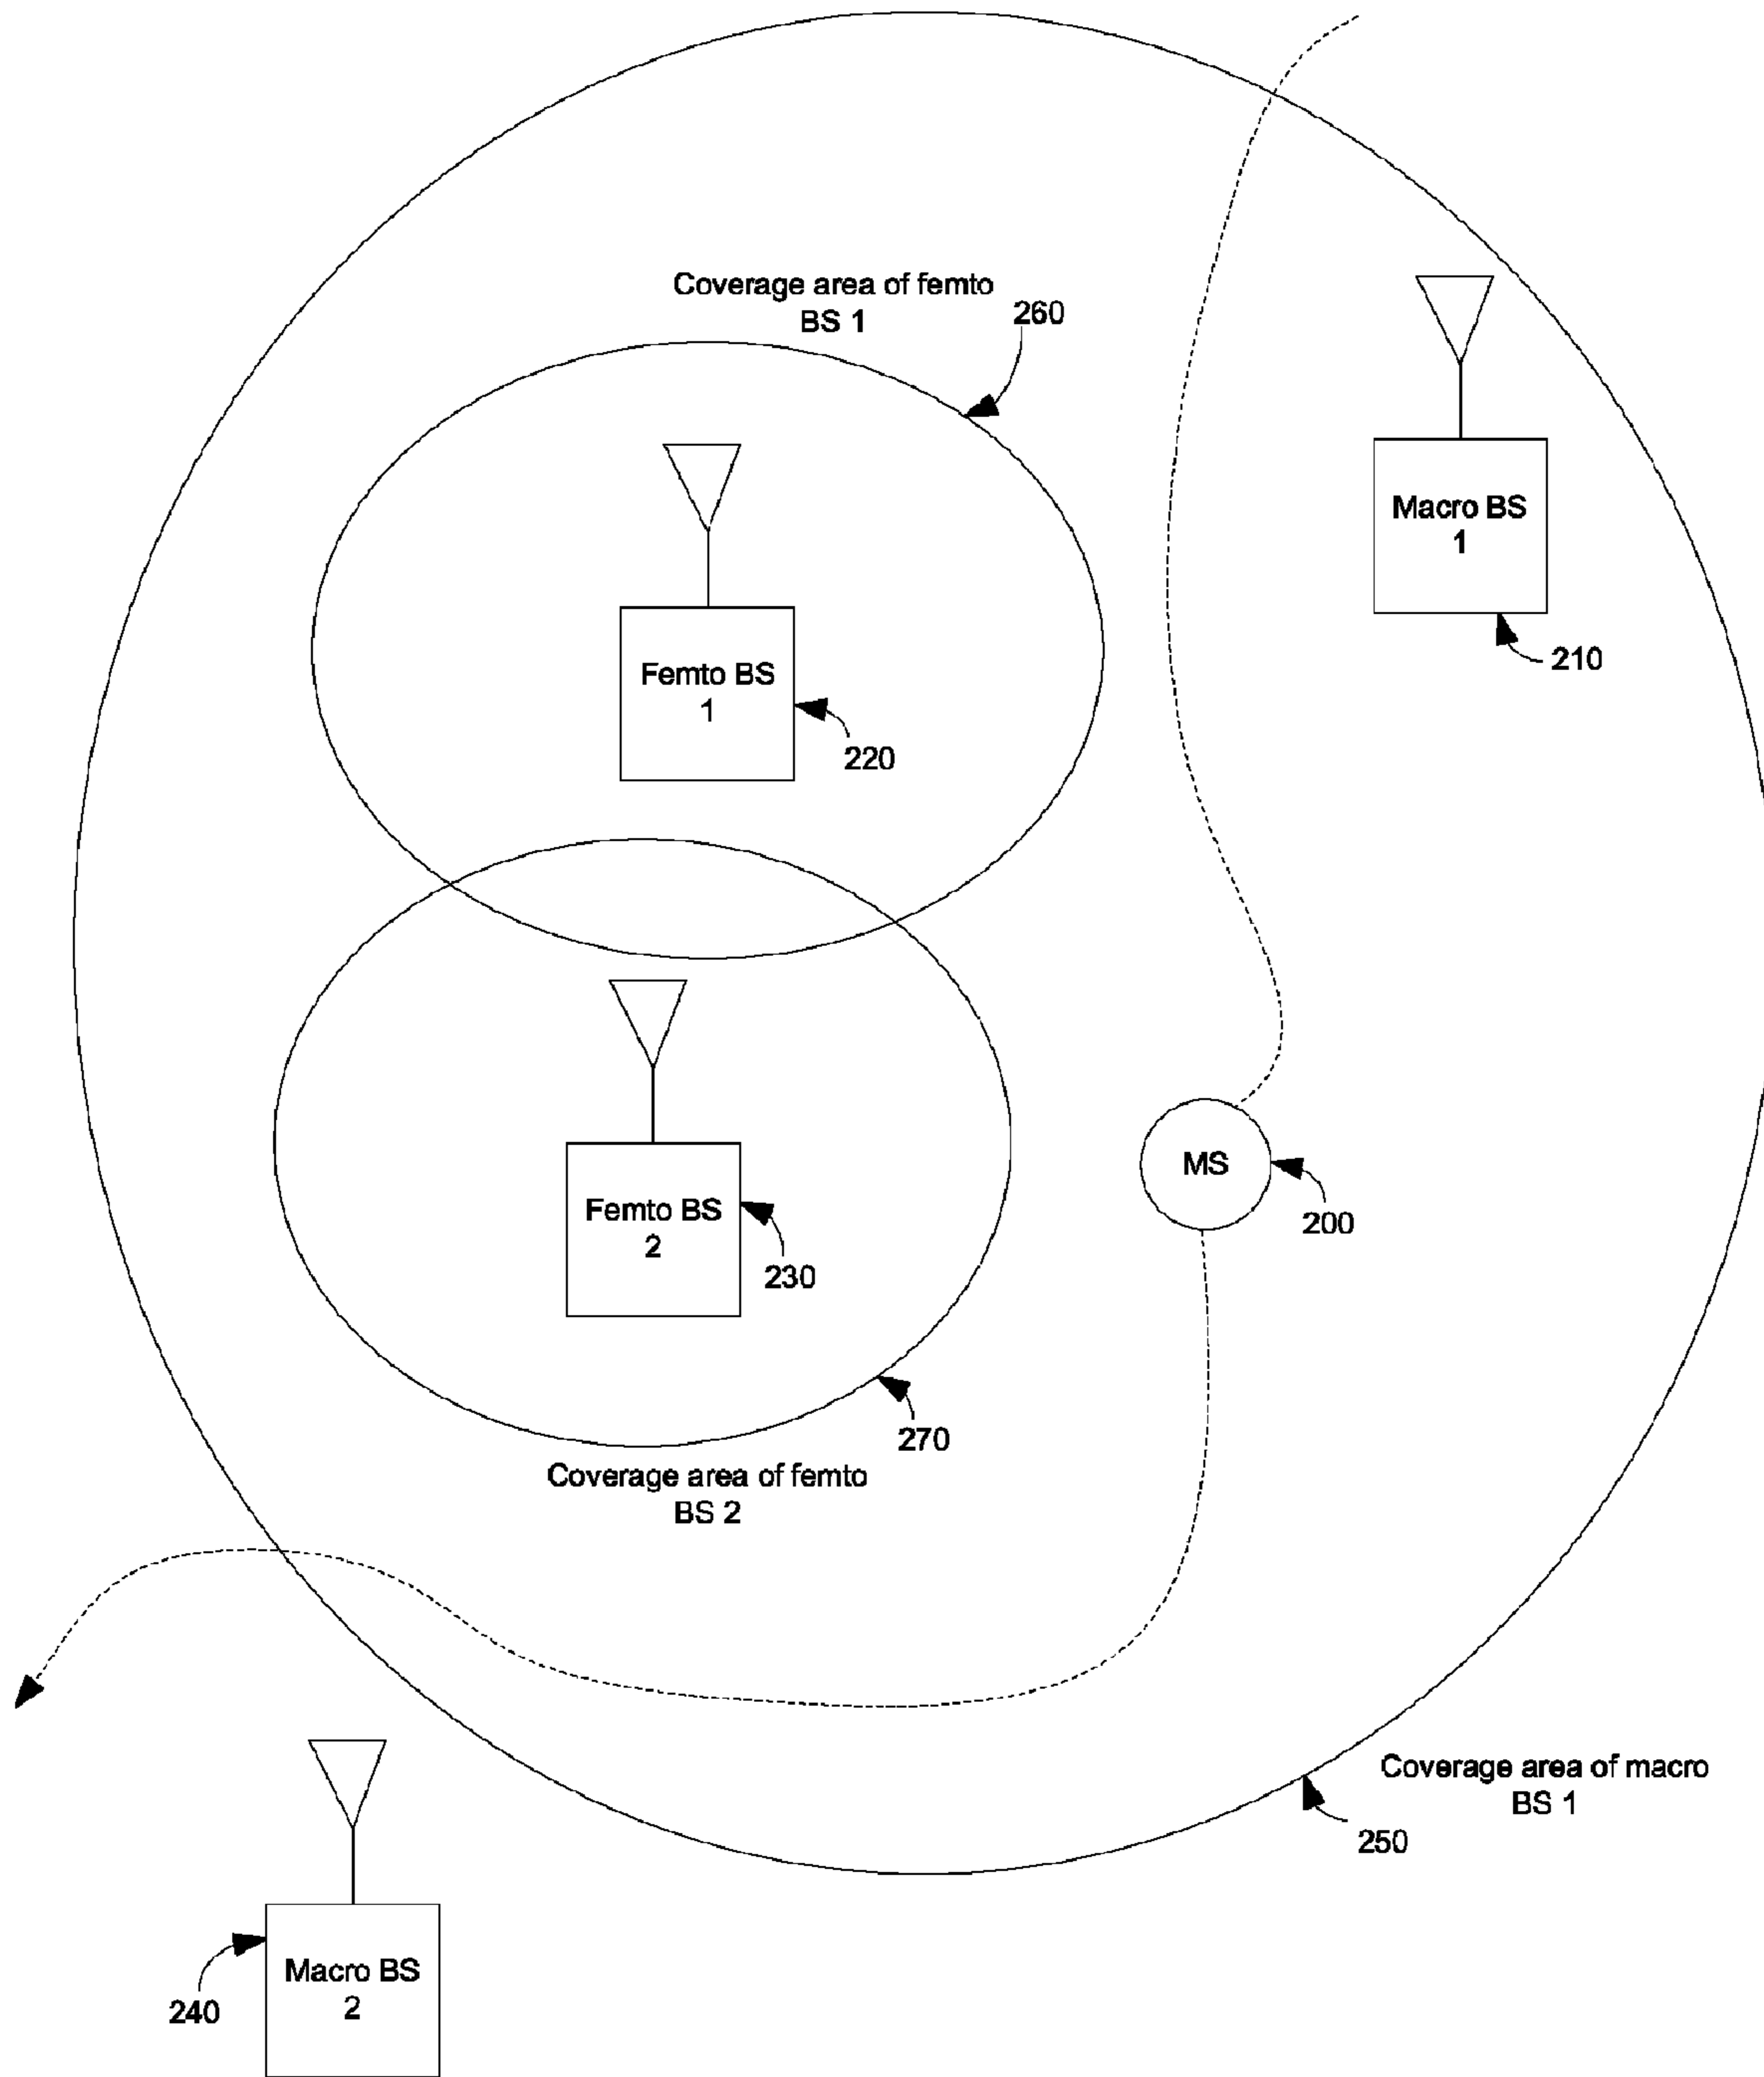 Coverage area of femto
BS 1
260
Macro BS
1
210
Femto BS
1
220
MS
200
Femto BS
2
230
270
Coverage area of femto
BS 2
Coverage area of macro
BS 1
250
Macro BS
2
240